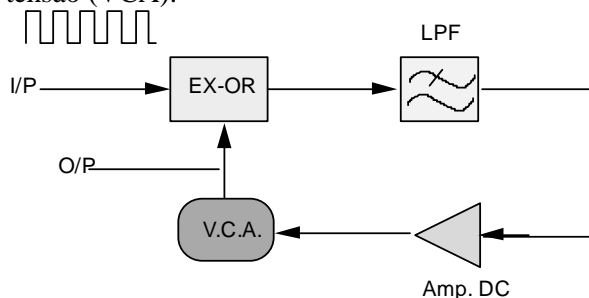 tensão (VCA).
LPF
I/P
EX-OR
O/P
V.C.A.
Amp. DC